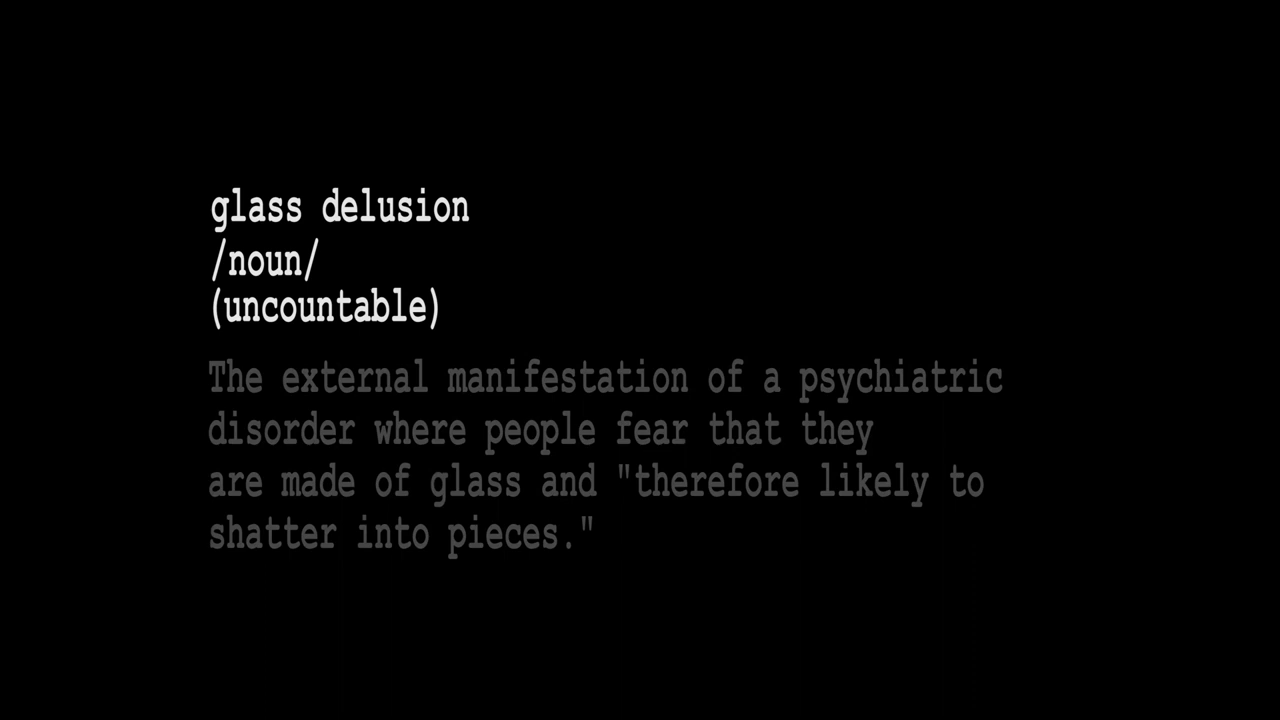 glass delusion
/noun/
(uncountable)
The external manifestation of a psychiatric
disorder where people fear that they
are made of glass and "therefore likely to
shatter into pieces."